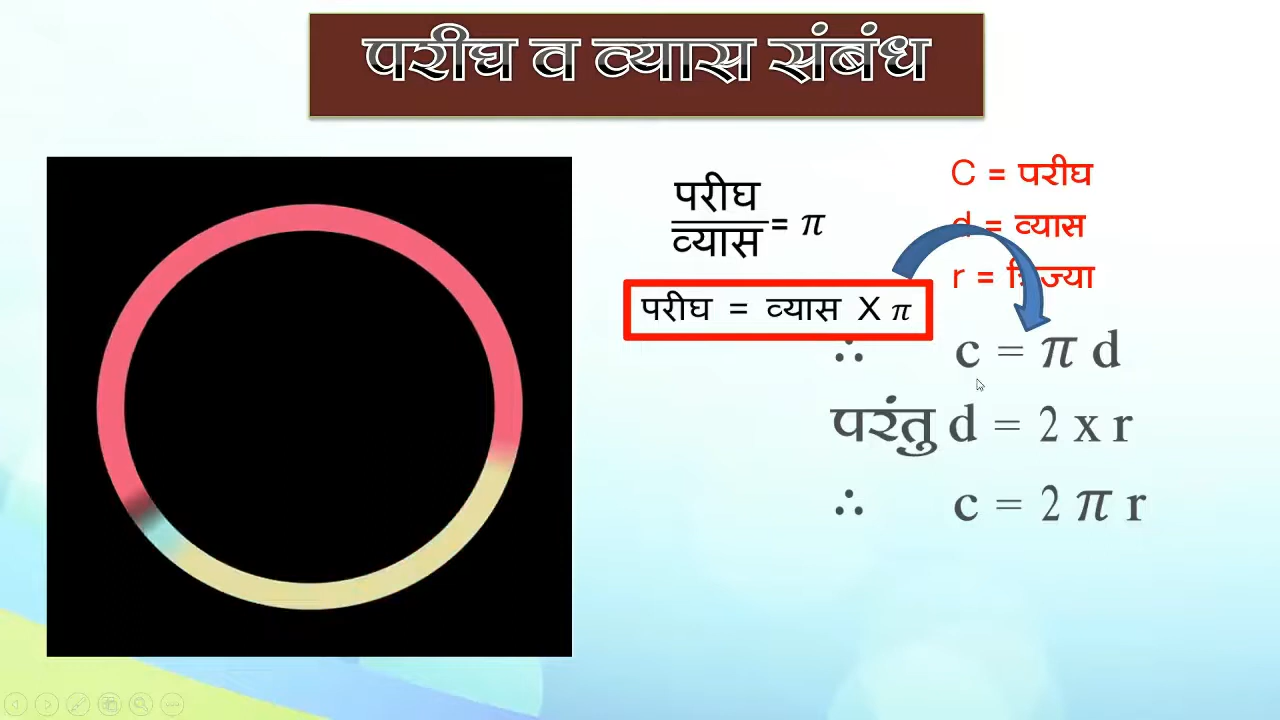 परीघ व व्यास संबंध
परीघ
व्यास
= π
C = परीघ
d = व्यास
r = त्रिज्या
परीघ = व्यास X π
∴ c = π d
परंतु d = 2 x r
∴ c = 2 π r